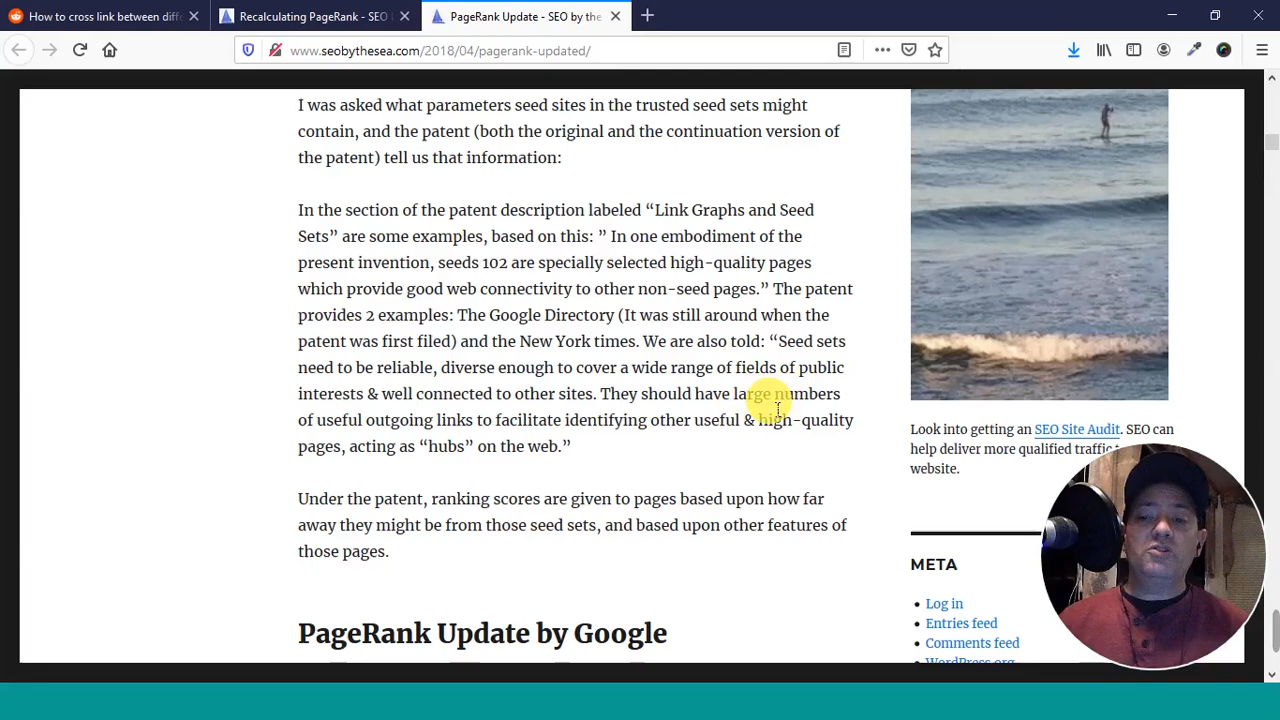 How to cross link between diffe
Recalculating PageRank - SEO
PageRank Update - SEO by the
www.seobythesea.com/2018/04/pagerank-updated/
I was asked what parameters seed sites in the trusted seed sets might
contain, and the patent (both the original and the continuation version of
the patent) tell us that information:
In the section of the patent description labeled “Link Graphs and Seed
Sets” are some examples, based on this: ” In one embodiment of the
present invention, seeds 102 are specially selected high-quality pages
which provide good web connectivity to other non-seed pages.” The patent
provides 2 examples: The Google Directory (It was still around when the
patent was first filed) and the New York times. We are also told: “Seed sets
need to be reliable, diverse enough to cover a wide range of fields of public
interests & well connected to other sites. They should have large numbers
of useful outgoing links to facilitate identifying other useful & high-quality
pages, acting as “hubs” on the web.”
Under the patent, ranking scores are given to pages based upon how far
away they might be from those seed sets, and based upon other features of
those pages.
PageRank Update by Google
Look into getting an SEO Site Audit. SEO can
help deliver more qualified traffic
website.
META
Log in
Entries feed
Comments feed
WordPress.org